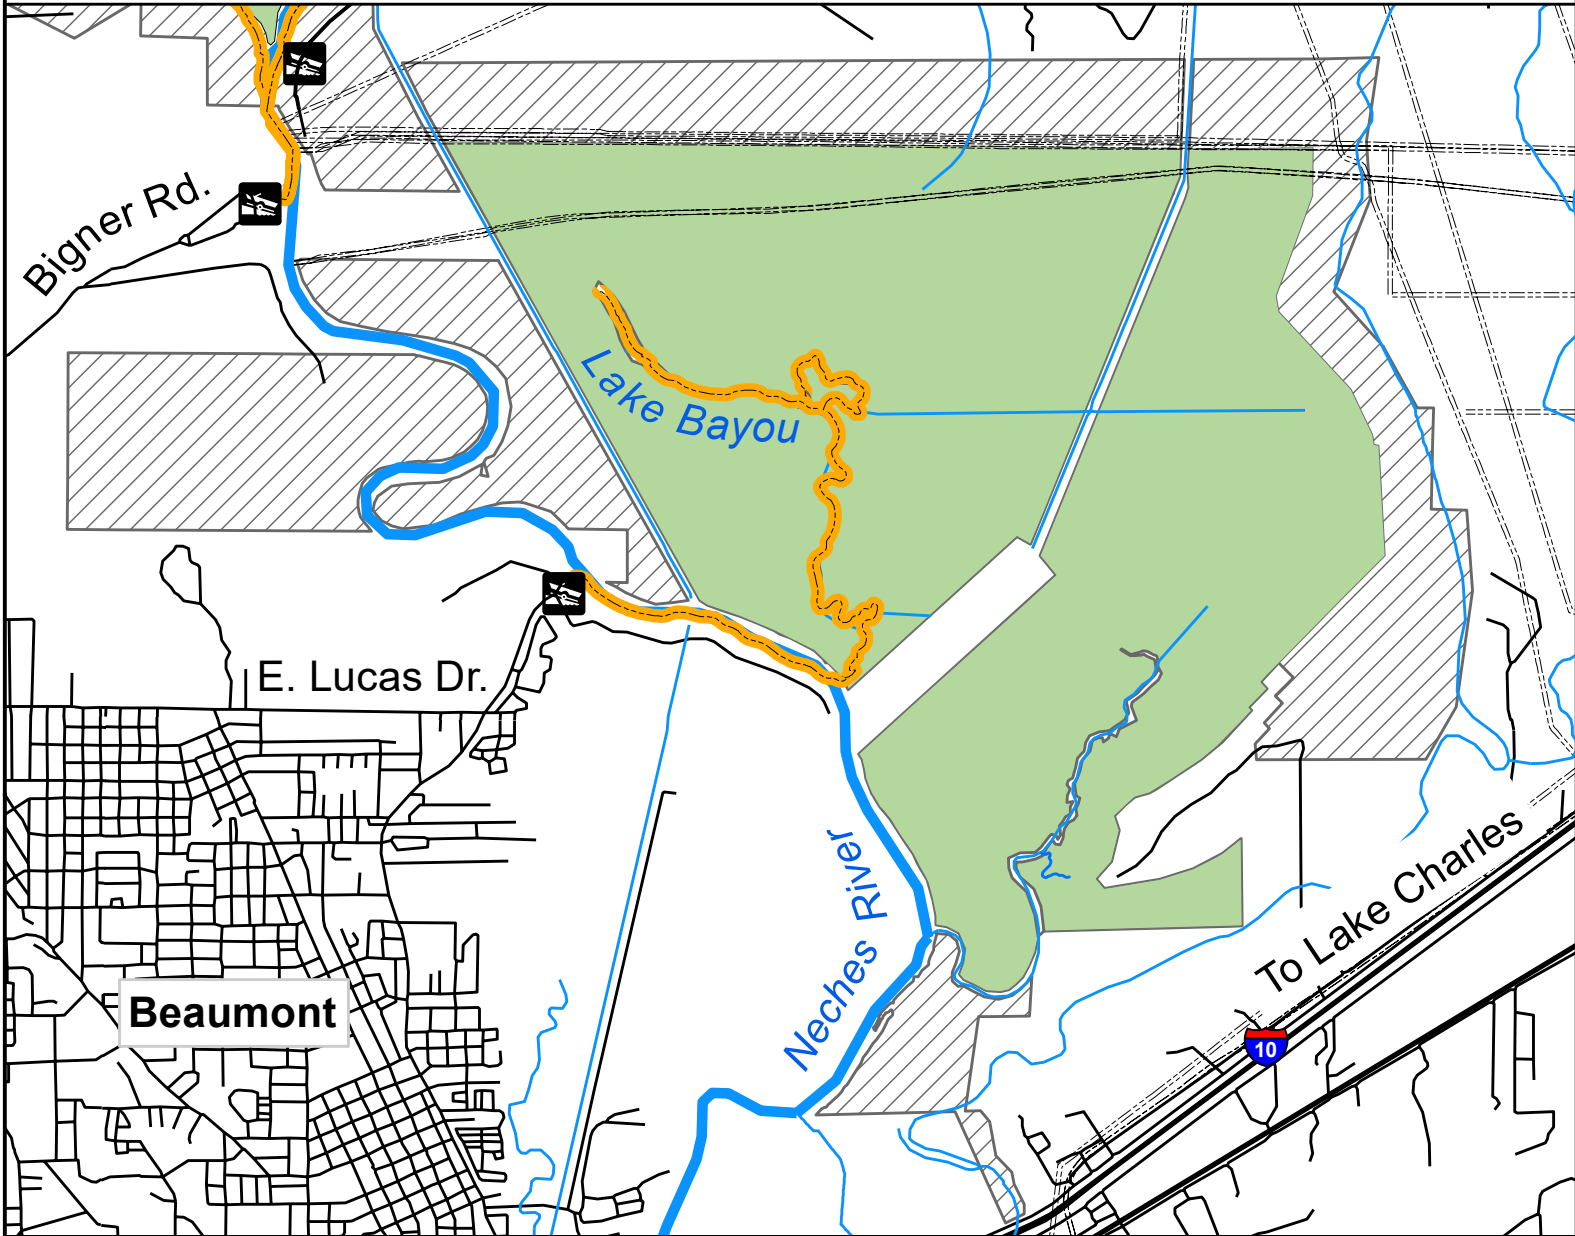 Bigner Rd.
Lake Bayou
E. Lucas Dr.
Neches River
To Lake Charles
Beaumont
10